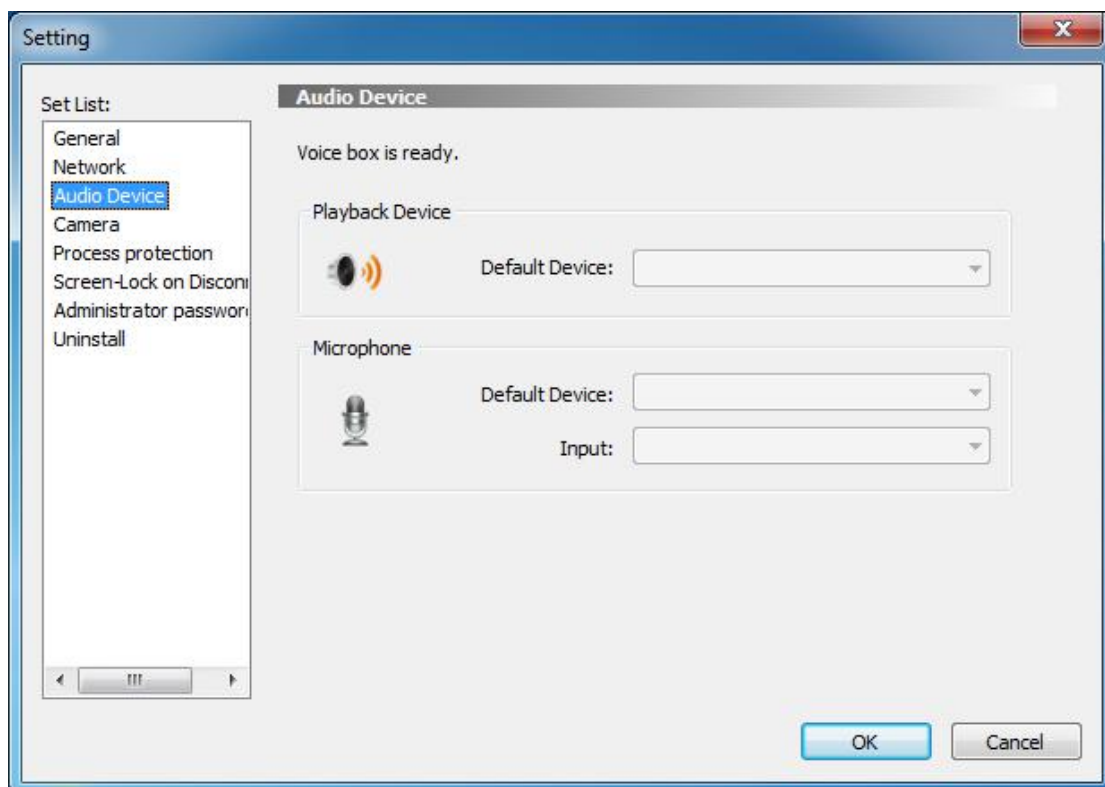 Setting
Set List:
General
Network
Audio Device
Camera
Process protection
Screen-Lock on Disconn
Administrator passwor
Uninstall
Audio Device
Voice box is ready.
Playback Device
Default Device:
Microphone
Default Device:
Input:
OK
Cancel